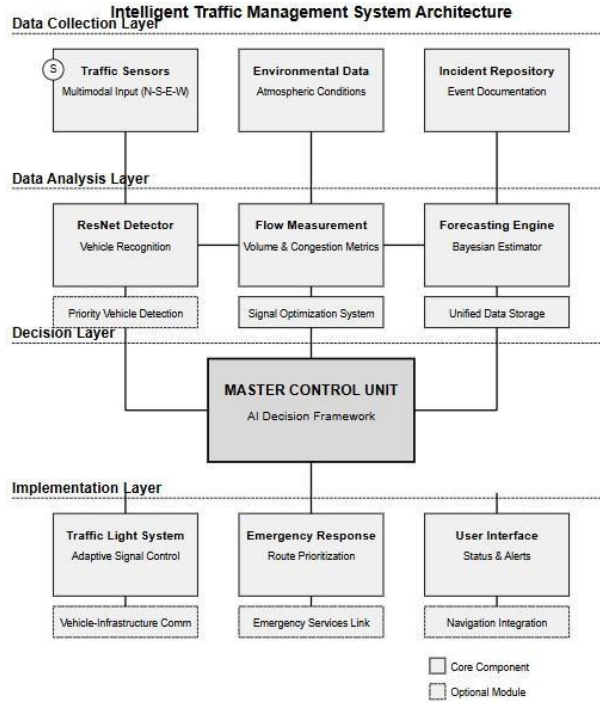 Intelligent Traffic Management System Architecture
Data Collection Layer
S
Traffic Sensors
Multimodal Input (N-S-E-W)
Environmental Data
Atmospheric Conditions
Incident Repository
Event Documentation
Data Analysis Layer
ResNet Detector
Vehicle Recognition
Flow Measurement
Volume & Congestion Metrics
Forecasting Engine
Bayesian Estimator
Priority Vehicle Detection
Signal Optimization System
Unified Data Storage
Decision Layer
MASTER CONTROL UNIT
AI Decision Framework
Implementation Layer
Traffic Light System
Adaptive Signal Control
Emergency Response
Route Prioritization
User Interface
Status & Alerts
Vehicle-Infrastructure Comm
Emergency Services Link
Navigation Integration
Core Component
Optional Module